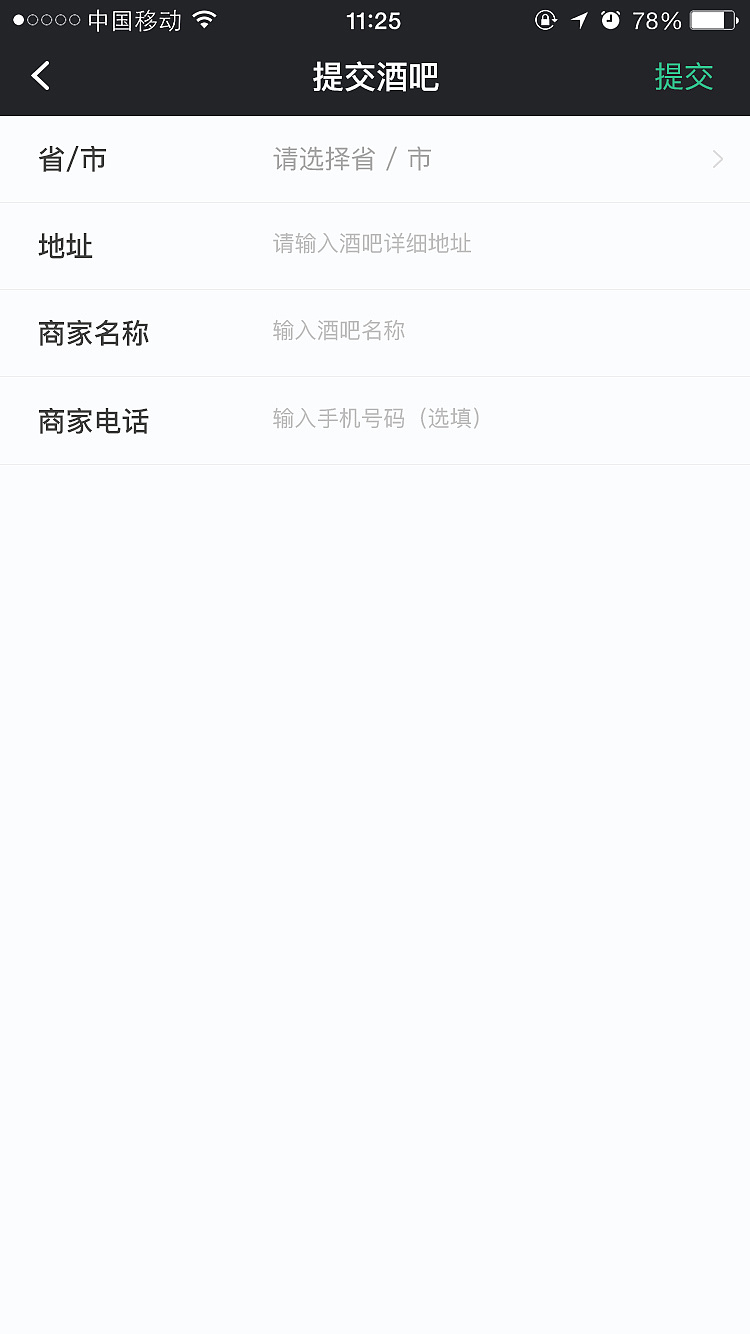 中国移动 11:25 78%
提交酒吧 提交
省/市 请选择省 / 市
地址 请输入酒吧详细地址
商家名称 输入酒吧名称
商家电话 输入手机号码（选填）